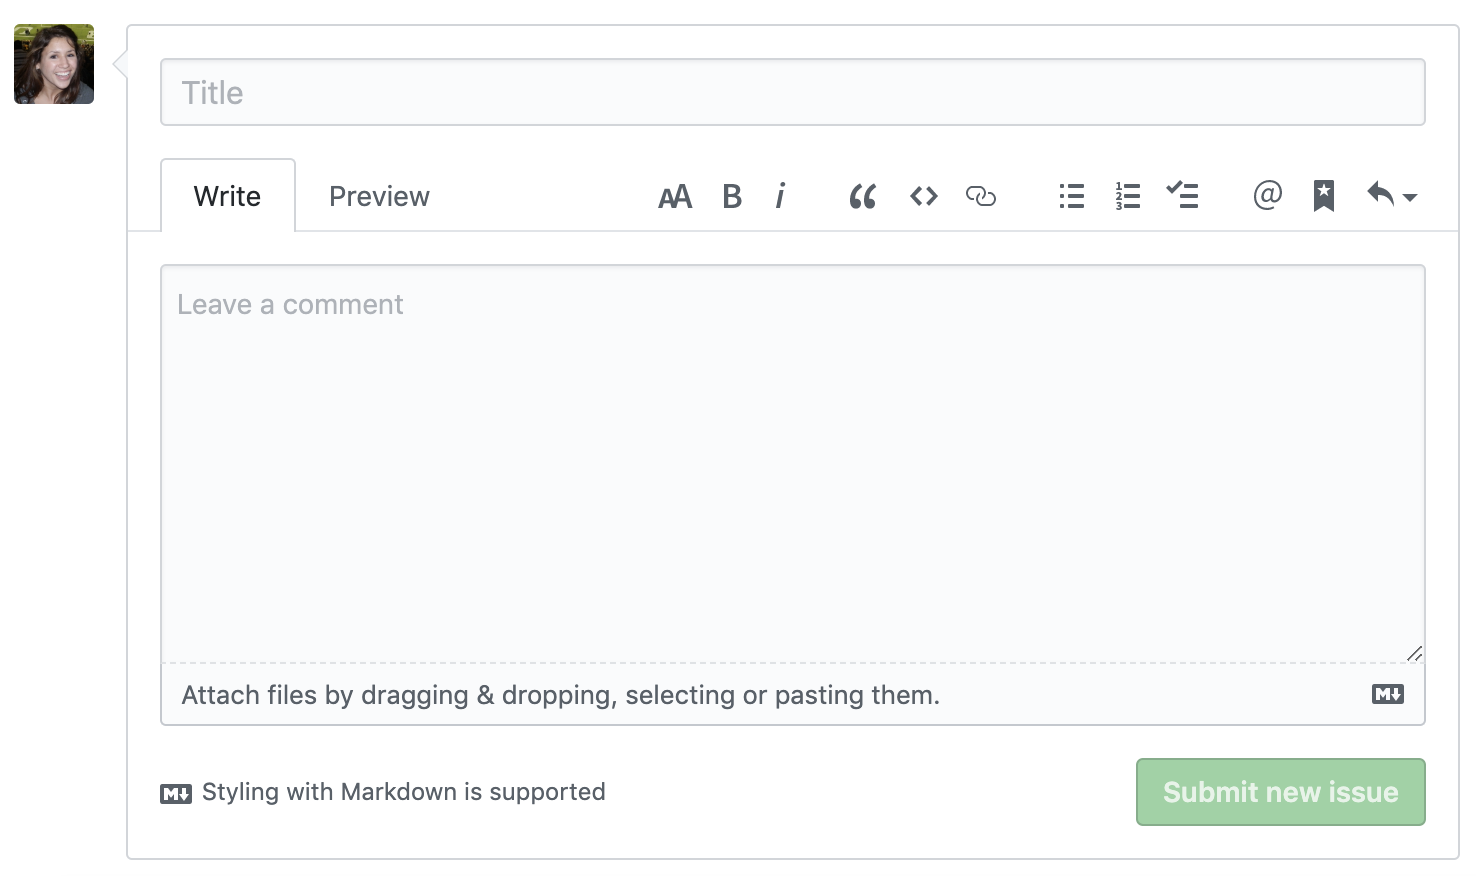 Title
Write Preview AA B i “ <> @
Leave a comment
Attach files by dragging & dropping, selecting or pasting them. M↓
M↓ Styling with Markdown is supported
Submit new issue